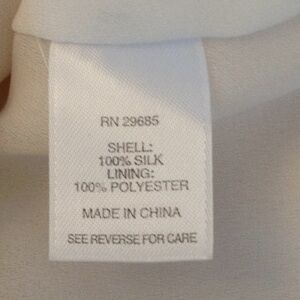 RN 29685
SHELL:
100% SILK
LINING:
100% POLYESTER
MADE IN CHINA
SEE REVERSE FOR CARE